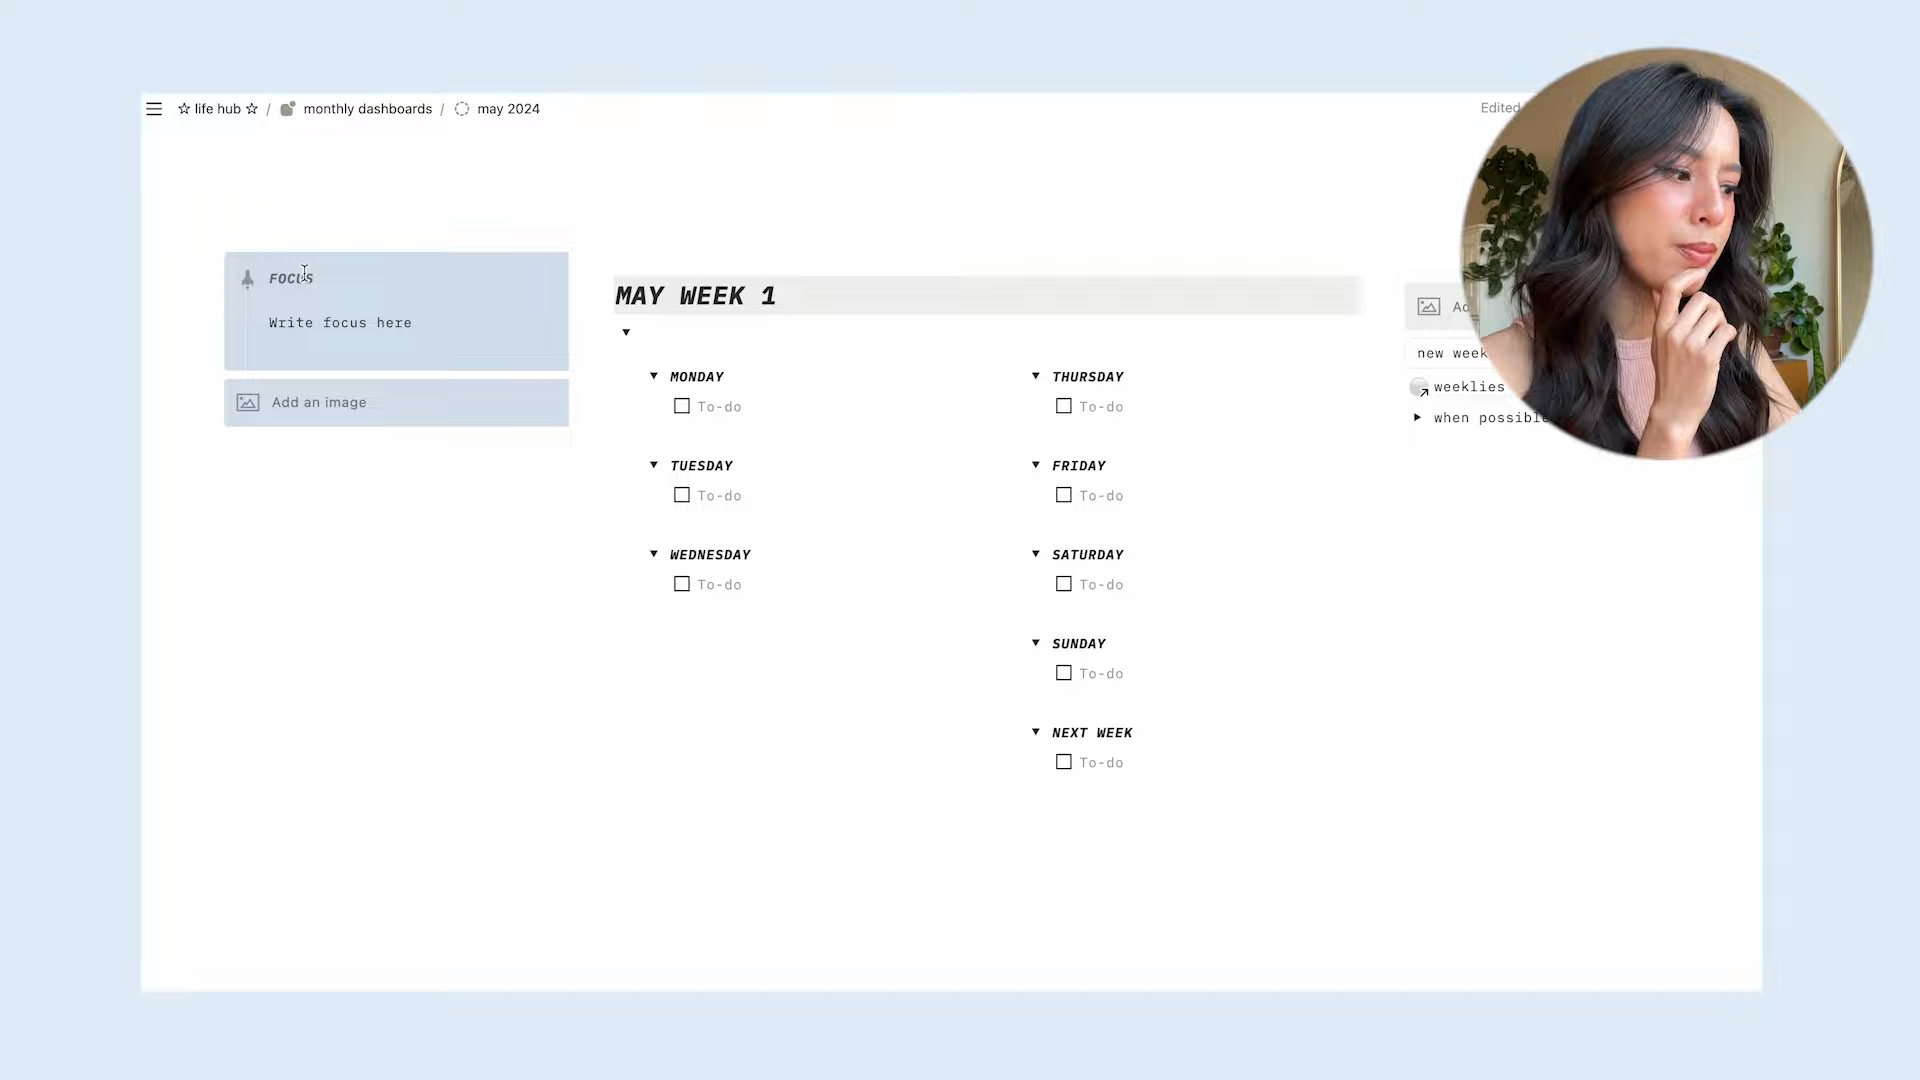 ☆ life hub ☆ / monthly dashboards / may 2024
Edited
FOCUS
Write focus here
Add an image
MAY WEEK 1
MONDAY
To-do
TUESDAY
To-do
WEDNESDAY
To-do
THURSDAY
To-do
FRIDAY
To-do
SATURDAY
To-do
SUNDAY
To-do
NEXT WEEK
To-do
new week
weeklies
when possible